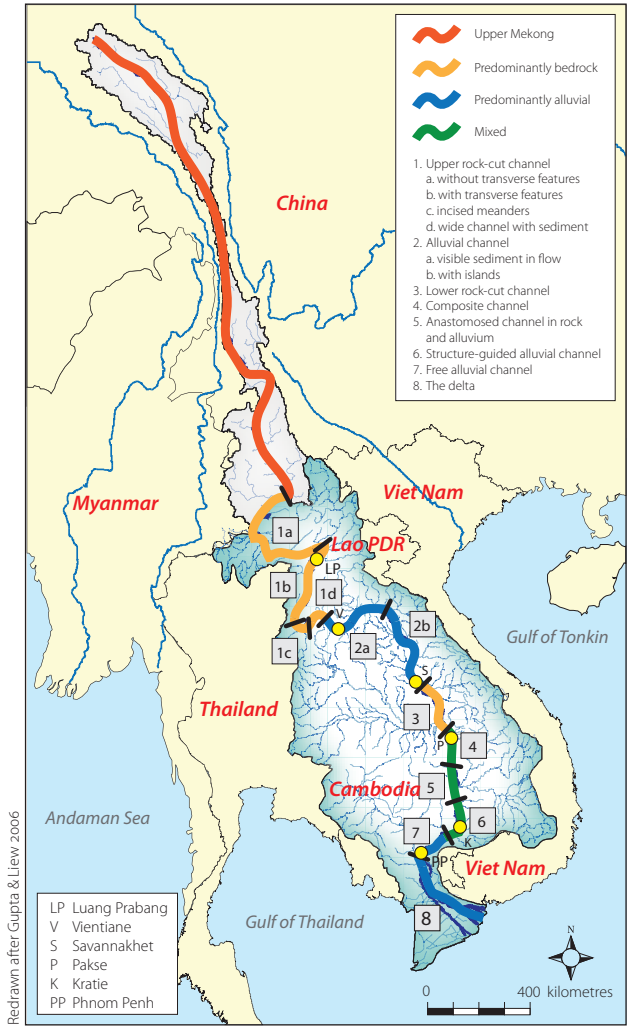 Upper Mekong
Predominantly bedrock
Predominantly alluvial
Mixed
1. Upper rock-cut channel
a. without transverse features
b. with transverse features
c. incised meanders
d. wide channel with sediment
2. Alluvial channel
a. visible sediment in flow
b. with islands
3. Lower rock-cut channel
4. Composite channel
5. Anastomosed channel in rock
and alluvium
6. Structure-guided alluvial channel
7. Free alluvial channel
8. The delta
China
Myanmar
Viet Nam
1a
Lao PDR
LP
1b
1d
V
2b
1c
2a
Gulf of Tonkin
S
Thailand
3
P
4
Cambodia
5
Andaman Sea
7
6
K
PP
Viet Nam
8
Gulf of Thailand
LP Luang Prabang
V Vientiane
S Savannakhet
P Pakse
K Kratie
PP Phnom Penh
N
0 400 kilometres
Redrawn after Gupta & Liew 2006